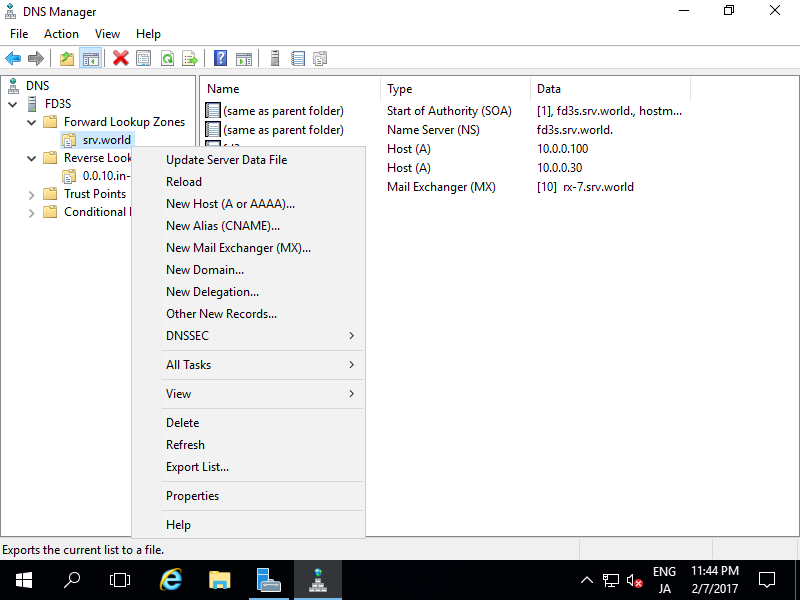 DNS Manager
File Action View Help
DNS
FD3S
Forward Lookup Zones
srv.world
Reverse Look
0.0.10.in-
Trust Points
Conditional
Name Type Data
(same as parent folder) Start of Authority (SOA) [1], fd3s.srv.world., hostm...
(same as parent folder) Name Server (NS) fd3s.srv.world.
Host (A) 10.0.0.100
Host (A) 10.0.0.30
Mail Exchanger (MX) [10] rx-7.srv.world
Update Server Data File
Reload
New Host (A or AAAA)...
New Alias (CNAME)...
New Mail Exchanger (MX)...
New Domain...
New Delegation...
Other New Records...
DNSSEC
All Tasks
View
Delete
Refresh
Export List...
Properties
Help
Exports the current list to a file.
ENG
JA
11:44 PM
2/7/2017